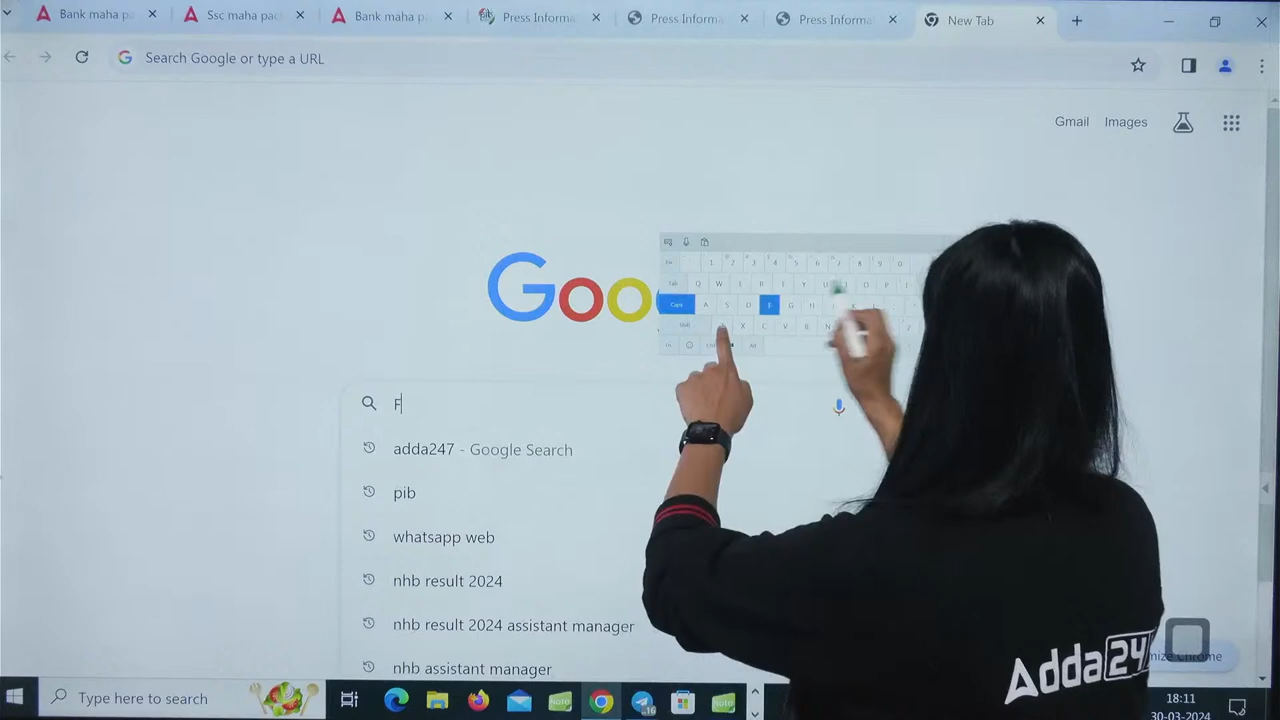 Bank maha pa
Ssc maha pac
Bank maha p
Press Informa
Press Informa
Press Informa
New Tab
Search Google or type a URL
Gmail
Images
Goo
F
adda247 - Google Search
pib
whatsapp web
nhb result 2024
nhb result 2024 assistant manager
nhb assistant manager
Adda24
mize Chrome
Type here to search
18:11
30-03-2024